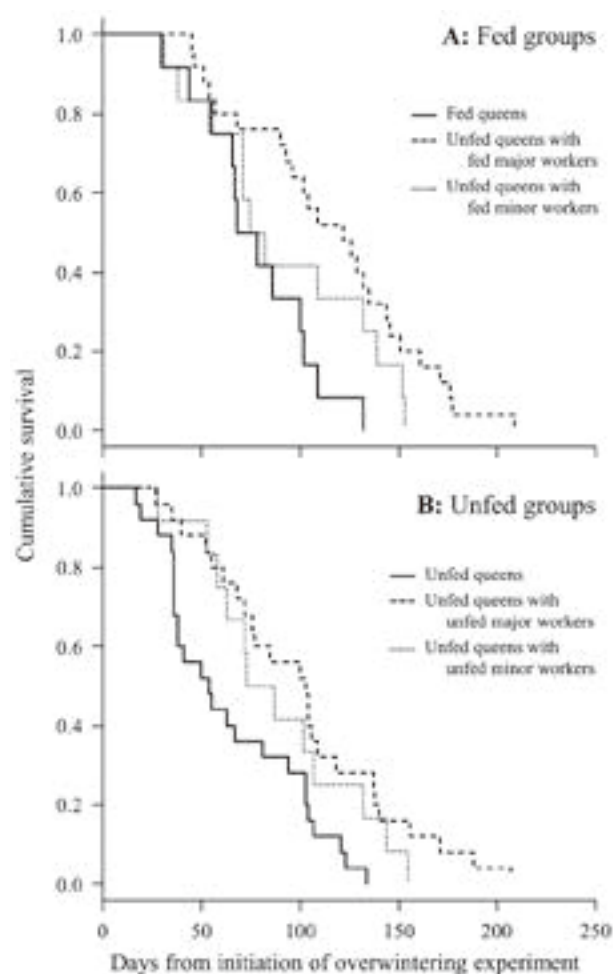 A: Fed groups
1.0
0.8
0.6
0.4
0.2
0.0
Fed queens
Unfed queens with
fed major workers
Unfed queens with
fed minor workers
Cumulative survival
B: Unfed groups
1.0
0.8
0.6
0.4
0.2
0.0
Unfed queens
Unfed queens with
unfed major workers
Unfed queens with
unfed minor workers
0 50 100 150 200 250
Days from initiation of overwintering experiment